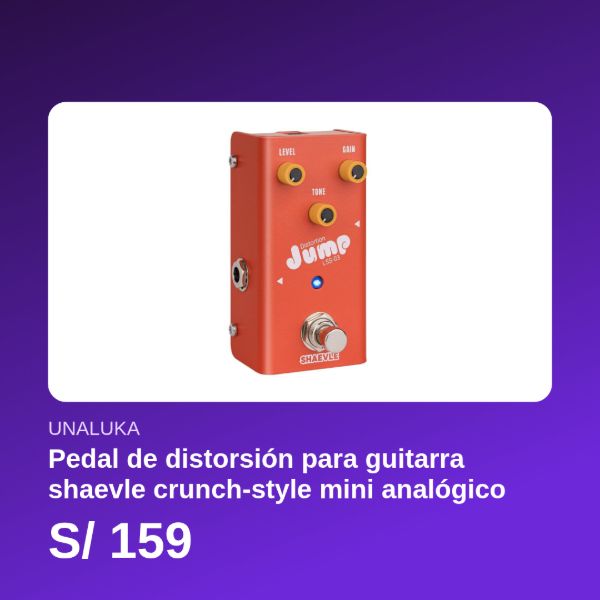 LEVEL
GAIN
TONE
Distortion
Jump
LSS-03
SHAEVLE
UNALUKA
Pedal de distorsión para guitarra
shaevle crunch-style mini analógico
S/ 159